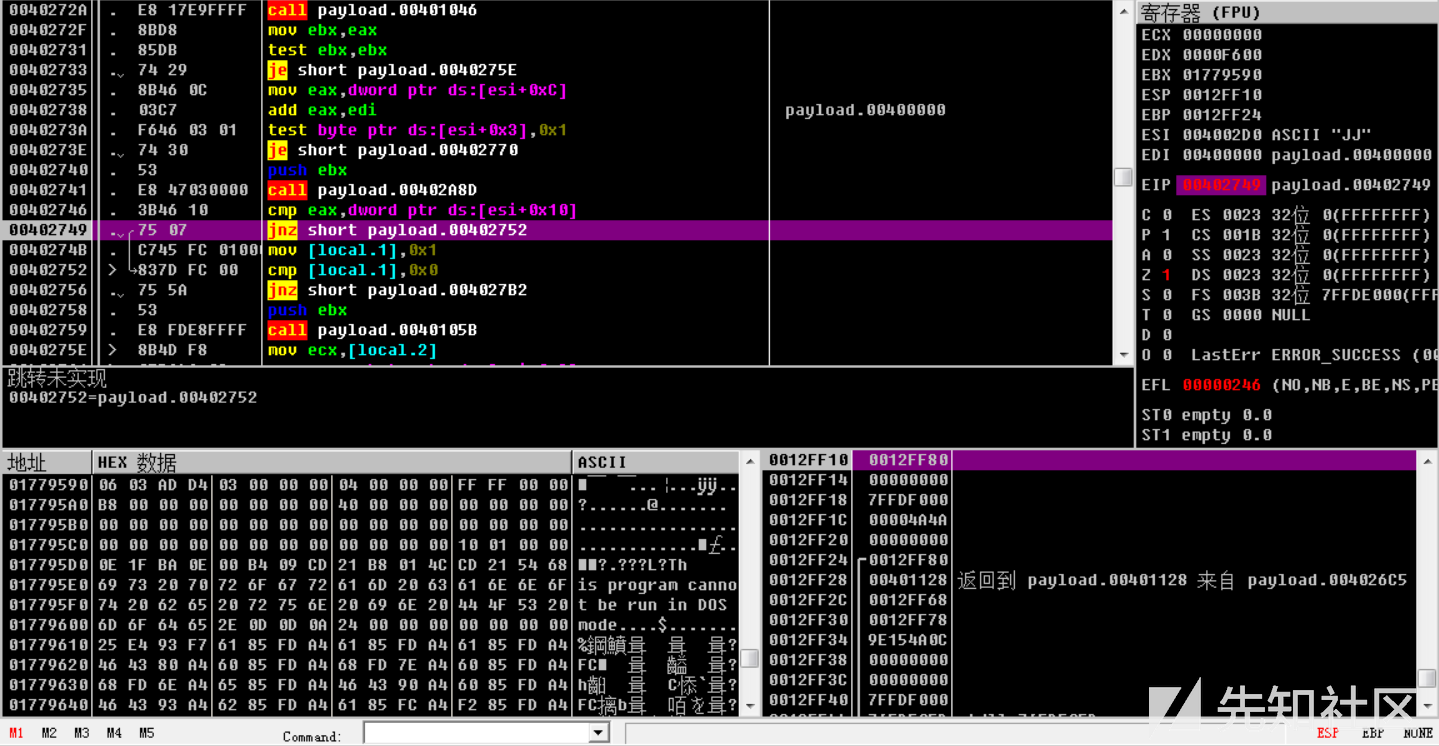 0040272A . E8 17E9FFFF call payload.00401046
0040272F . 8BD8 mov ebx,eax
00402731 . 85DB test ebx,ebx
00402733 . 74 29 je short payload.0040275E
00402735 . 8B46 0C mov eax,dword ptr ds:[esi+0xC]
00402738 . 03C7 add eax,edi payload.00400000
0040273A . F646 03 01 test byte ptr ds:[esi+0x3],0x1
0040273E . 74 30 je short payload.00402770
00402740 . 53 push ebx
00402741 . E8 47030000 call payload.00402A8D
00402746 . 3B46 10 cmp eax,dword ptr ds:[esi+0x10]
00402749 . 75 07 jnz short payload.00402752
0040274B . C745 FC 0100 mov [local.1],0x1
00402752 > 837D FC 00 cmp [local.1],0x0
00402756 . 75 5A jnz short payload.004027B2
00402758 . 53 push ebx
00402759 . E8 FDE8FFFF call payload.0040105B
0040275E > 8B4D F8 mov ecx,[local.2]
跳转未实现
00402752=payload.00402752
寄存器 (FPU)
ECX 00000000
EDX 0000F600
EBX 01779590
ESP 0012FF10
EBP 0012FF24
ESI 004002D0 ASCII "JJ"
EDI 00400000 payload.00400000
EIP 00402749 payload.00402749
C 0 ES 0023 32位 0(FFFFFFFF)
P 1 CS 001B 32位 0(FFFFFFFF)
A 0 SS 0023 32位 0(FFFFFFFF)
Z 1 DS 0023 32位 0(FFFFFFFF)
S 0 FS 003B 32位 7FFDE000(FFF
T 0 GS 0000 NULL
D 0
O 0 LastErr ERROR_SUCCESS (00
EFL 00000246 (NO,NB,E,BE,NS,PE
ST0 empty 0.0
ST1 empty 0.0
地址 HEX 数据 ASCII
01779590 06 03 AD D4 03 00 00 00 04 00 00 00 FF FF 00 00 ...¦...ÿÿ..
017795A0 B8 00 00 00 00 00 00 00 40 00 00 00 00 00 00 00 ?.......@.......
017795B0 00 00 00 00 00 00 00 00 00 00 00 00 00 00 00 00 ................
017795C0 00 00 00 00 00 00 00 00 00 00 00 00 10 01 00 00
017795D0 0E 1F BA 0E 00 B4 09 CD 21 B8 01 4C CD 21 54 68 ?.???L?Th
017795E0 69 73 20 70 72 6F 67 72 61 6D 20 63 61 6E 6E 6F is program canno
017795F0 74 20 62 65 20 72 75 6E 20 69 6E 20 44 4F 53 20 t be run in DOS
01779600 6D 6F 64 65 2E 0D 0D 0A 24 00 00 00 00 00 00 00 mode....$.......
01779610 25 E4 93 F7 61 85 FD A4 61 85 FD A4 61 85 FD A4
01779620 46 43 80 A4 60 85 FD A4 68 FD 7E A4 60 85 FD A4
01779630 68 FD 6E A4 65 85 FD A4 46 43 90 A4 60 85 FD A4
01779640 46 43 93 A4 62 85 FD A4 61 85 FC A4 F2 85 FD A4
0012FF10 0012FF80
0012FF14 00000000
0012FF18 7FFDF000
0012FF1C 00004A4A
0012FF20 00000000
0012FF24 0012FF80
0012FF28 00401128 返回到 payload.00401128 来自 payload.004026C5
0012FF2C 0012FF68
0012FF30 0012FF78
0012FF34 9E154A0C
0012FF38 00000000
0012FF3C 00000000
0012FF40 7FFDF000
先知社区
M1 M2 M3 M4 M5 Command: ESP EBP NONE